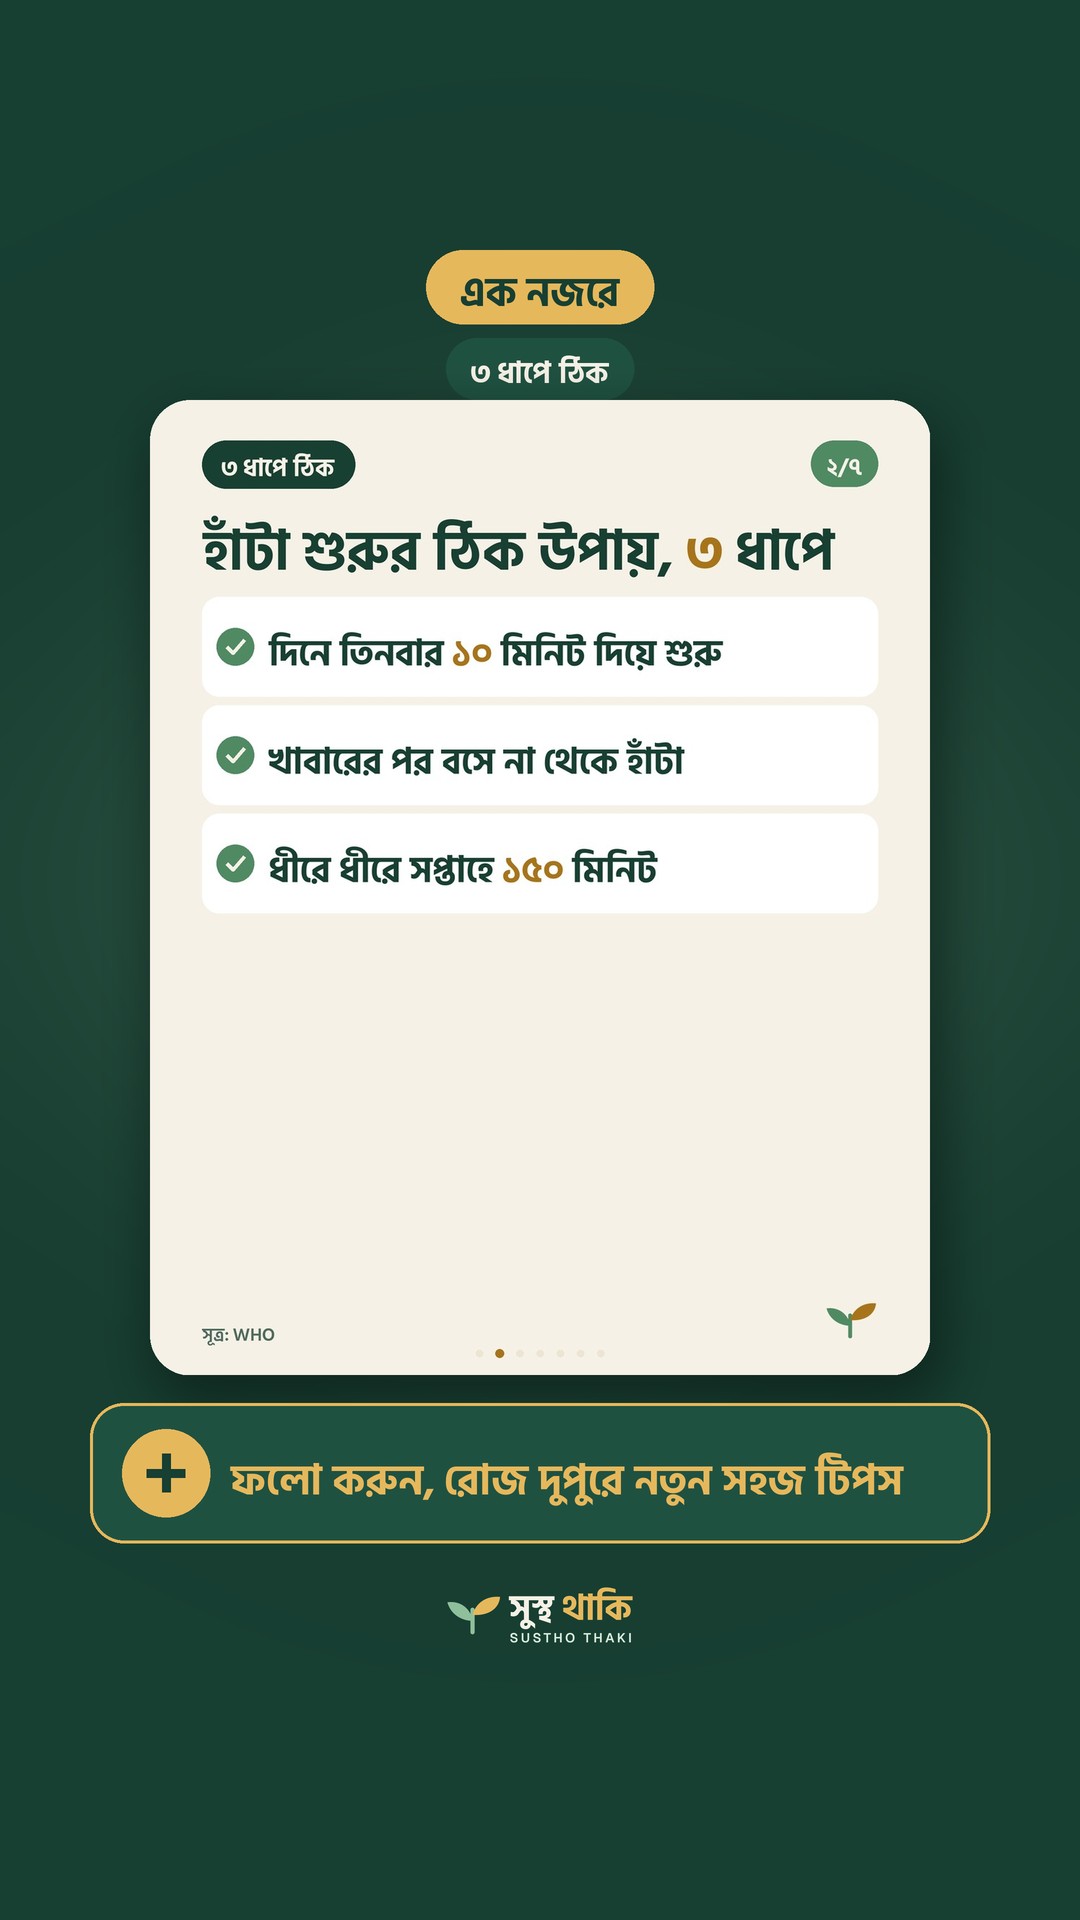 এক নজরে
৩ ধাপে ঠিক
৩ ধাপে ঠিক
২/৭
হাঁটা শুরুর ঠিক উপায়, ৩ ধাপে
দিনে তিনবার ১০ মিনিট দিয়ে শুরু
খাবারের পর বসে না থেকে হাঁটা
ধীরে ধীরে সপ্তাহে ১৫০ মিনিট
সূত্র: WHO
ফলো করুন, রোজ দুপুরে নতুন সহজ টিপস
সুস্থ থাকি
SUSTHO THAKI